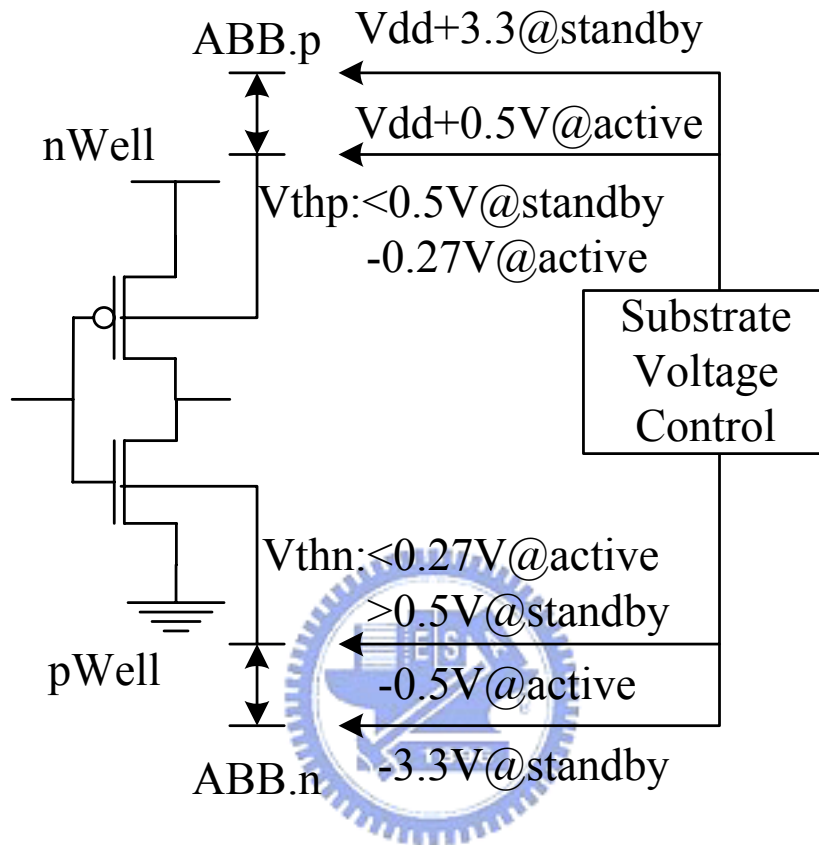 ABB.p
Vdd+3.3@standby
Vdd+0.5V@active
nWell
Vthp:<0.5V@standby
-0.27V@active
Substrate
Voltage
Control
Vthn:<0.27V@active
>0.5V@standby
pWell
-0.5V@active
-3.3V@standby
ABB.n
E S
1896